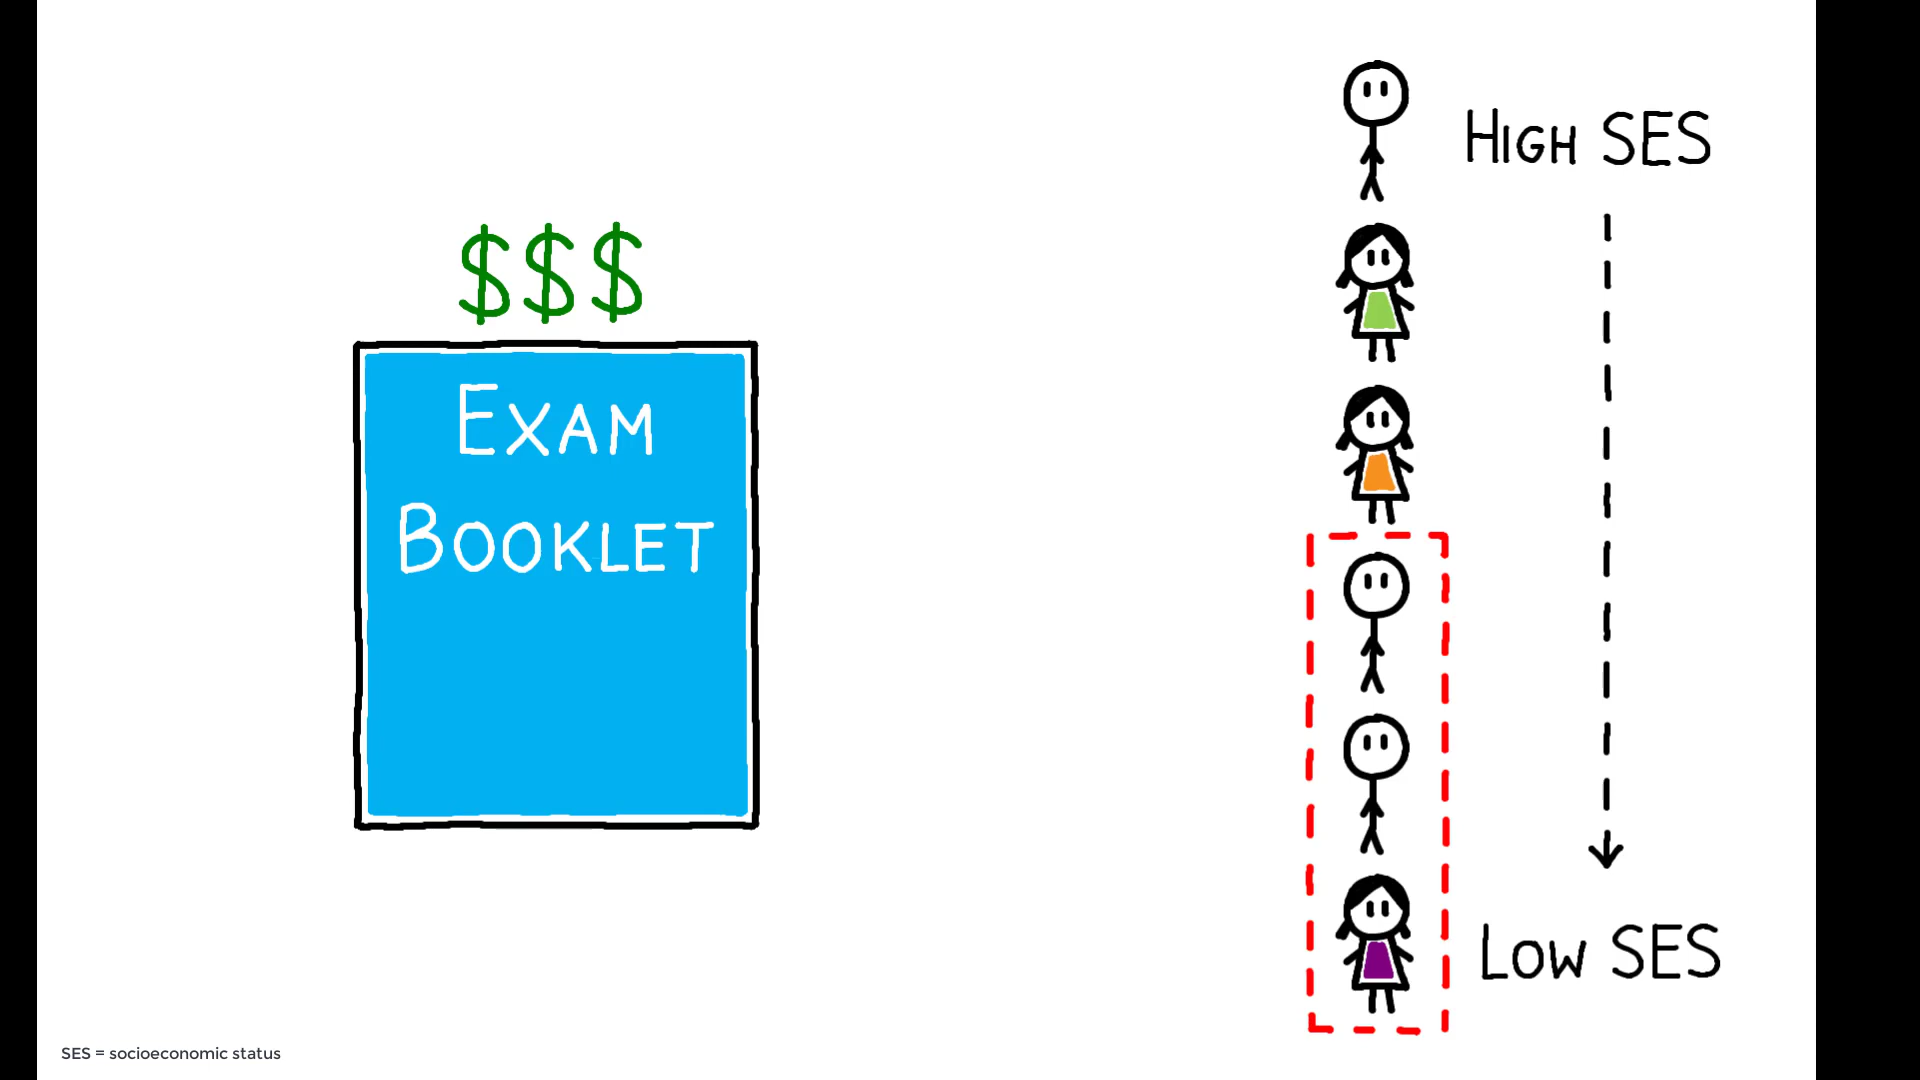 $$$
Exam
Booklet
High SES
Low SES
SES = socioeconomic status